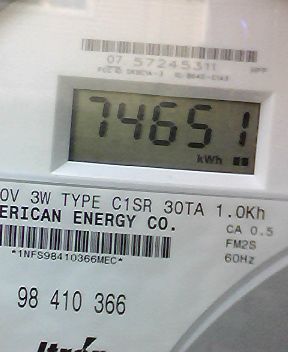 07 57245311
74651
kWh
0V 3W TYPE C1SR 30TA 1.0Kh
ERICAN ENERGY CO.
CA 0.5
FM2S
60Hz
*1NFS98410366MEC*
98 410 366
Itrón